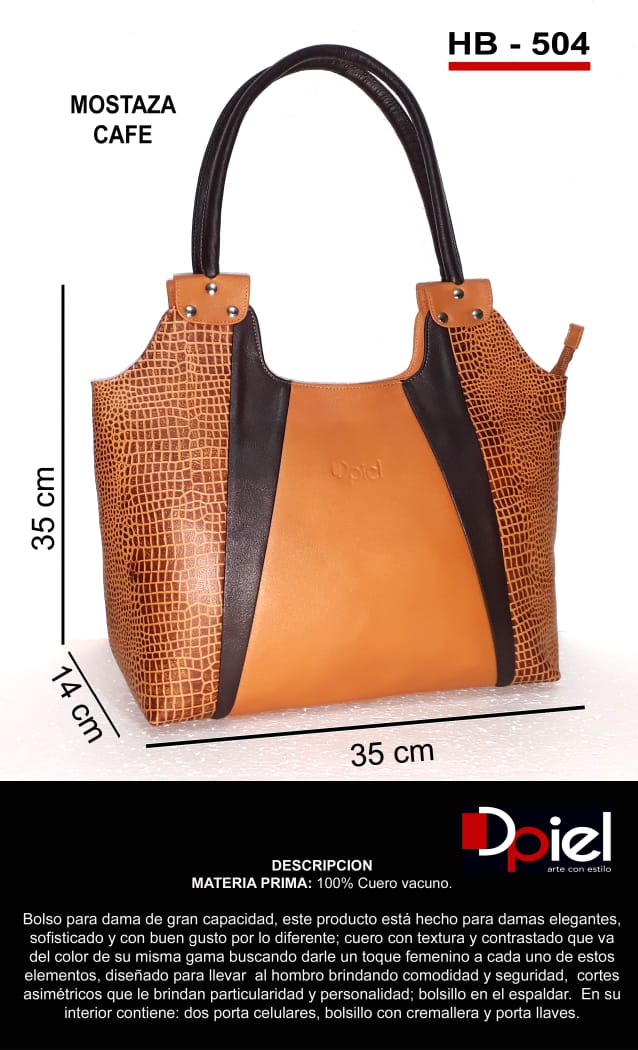 HB - 504
MOSTAZA
CAFE
Dpiel
35 cm
14 cm
35 cm
Dpiel
arte con estilo
DESCRIPCION
MATERIA PRIMA: 100% Cuero vacuno.
Bolso para dama de gran capacidad, este producto está hecho para damas elegantes,
sofisticado y con buen gusto por lo diferente; cuero con textura y contrastado que va
del color de su misma gama buscando darle un toque femenino a cada uno de estos
elementos, diseñado para llevar al hombro brindando comodidad y seguridad, cortes
asimétricos que le brindan particularidad y personalidad; bolsillo en el espaldar. En su
interior contiene: dos porta celulares, bolsillo con cremallera y porta llaves.